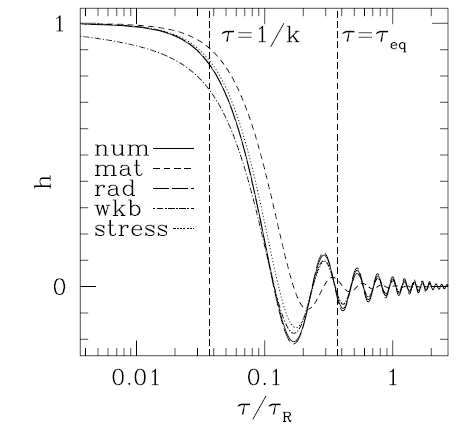 1
τ=1/k
τ=τ_eq
num
mat
rad
wkb
stress
h
0
0.01
0.1
1
τ/τ_R